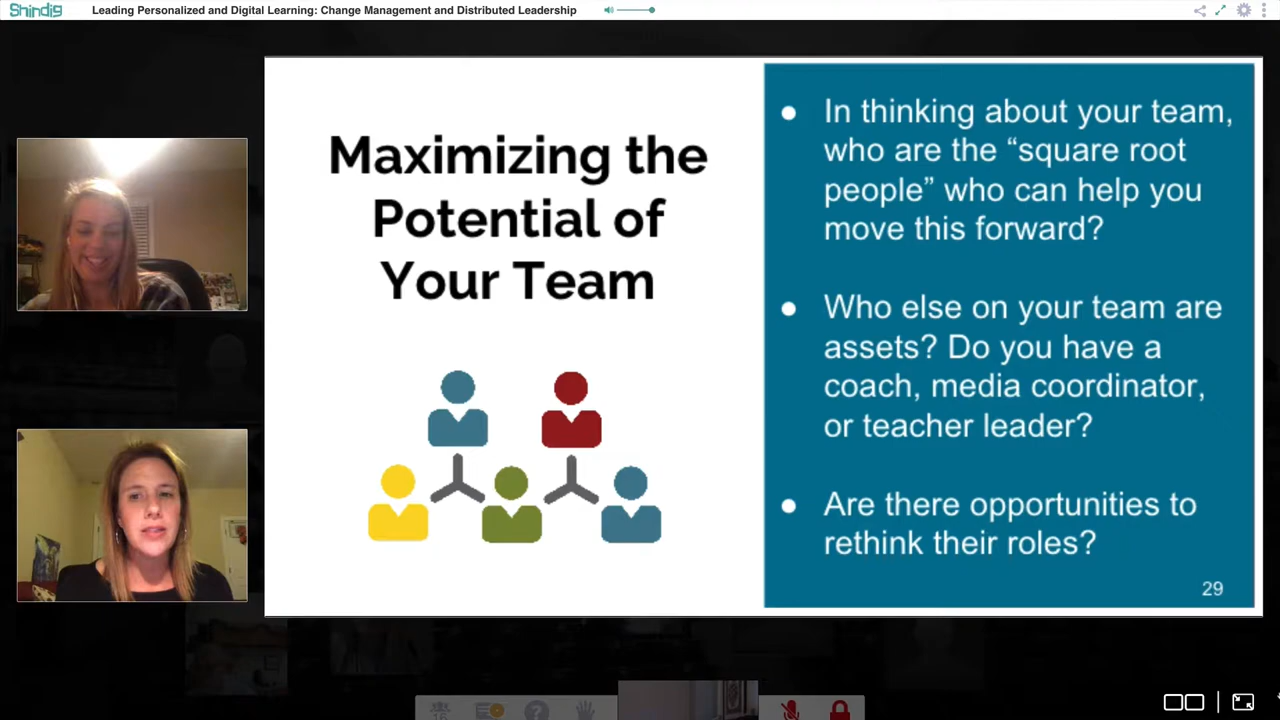 Shindig
Leading Personalized and Digital Learning: Change Management and Distributed Leadership
Maximizing the
Potential of
Your Team
● In thinking about your team,
who are the “square root
people” who can help you
move this forward?
● Who else on your team are
assets? Do you have a
coach, media coordinator,
or teacher leader?
● Are there opportunities to
rethink their roles?
29